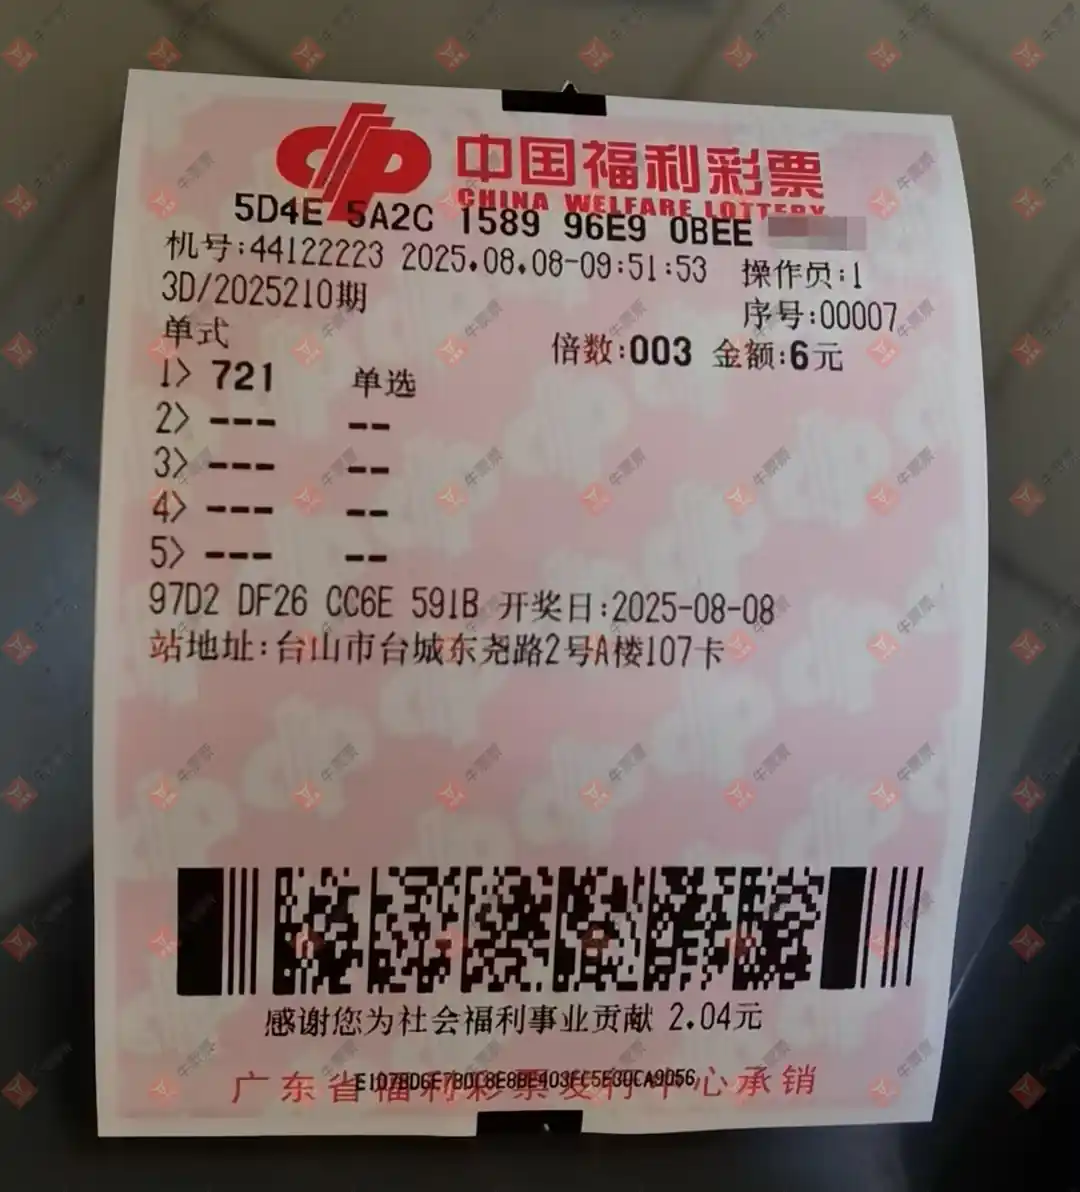 中国福利彩票
CHINA WELFARE LOTTERY
5D4E 5A2C 1589 96E9 0BEE
机号:44122223 2025.08.08-09:51:53 操作员:1
3D/2025210期 序号:00007
单式 倍数:003 金额:6元
1> 721 单选
2> --- --
3> --- --
4> --- --
5> --- --
97D2 DF26 CC6E 591B 开奖日:2025-08-08
站地址:台山市台城东尧路2号A楼107卡
感谢您为社会福利事业贡献 2.04元
广东省福利彩票发行中心承销
牛票票